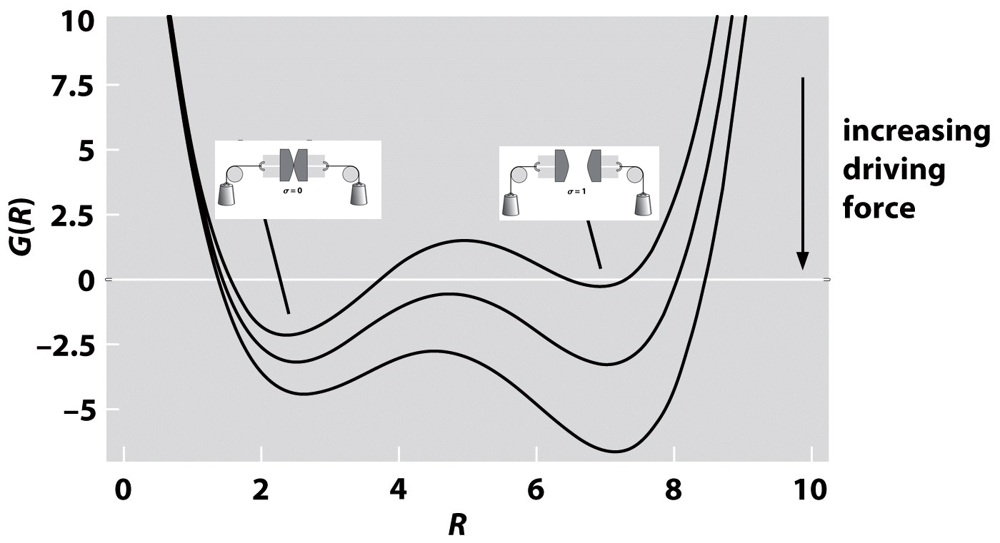 10
7.5
5
2.5
0
–2.5
–5
G(R)
σ = 0
σ = 1
increasing
driving
force
0 2 4 6 8 10
R